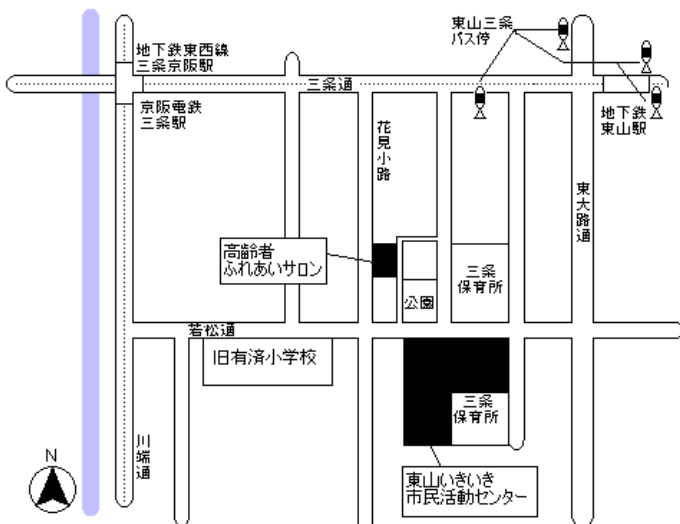 地下鉄東西線
三条京阪駅
東山三条
バス停
三条通
京阪電鉄
三条駅
地下鉄
東山駅
花見小路
東大路通
高齢者
ふれあいサロン
三条
保育所
公園
若松通
旧有済小学校
三条
保育所
川端通
東山いきいき
市民活動センター
N